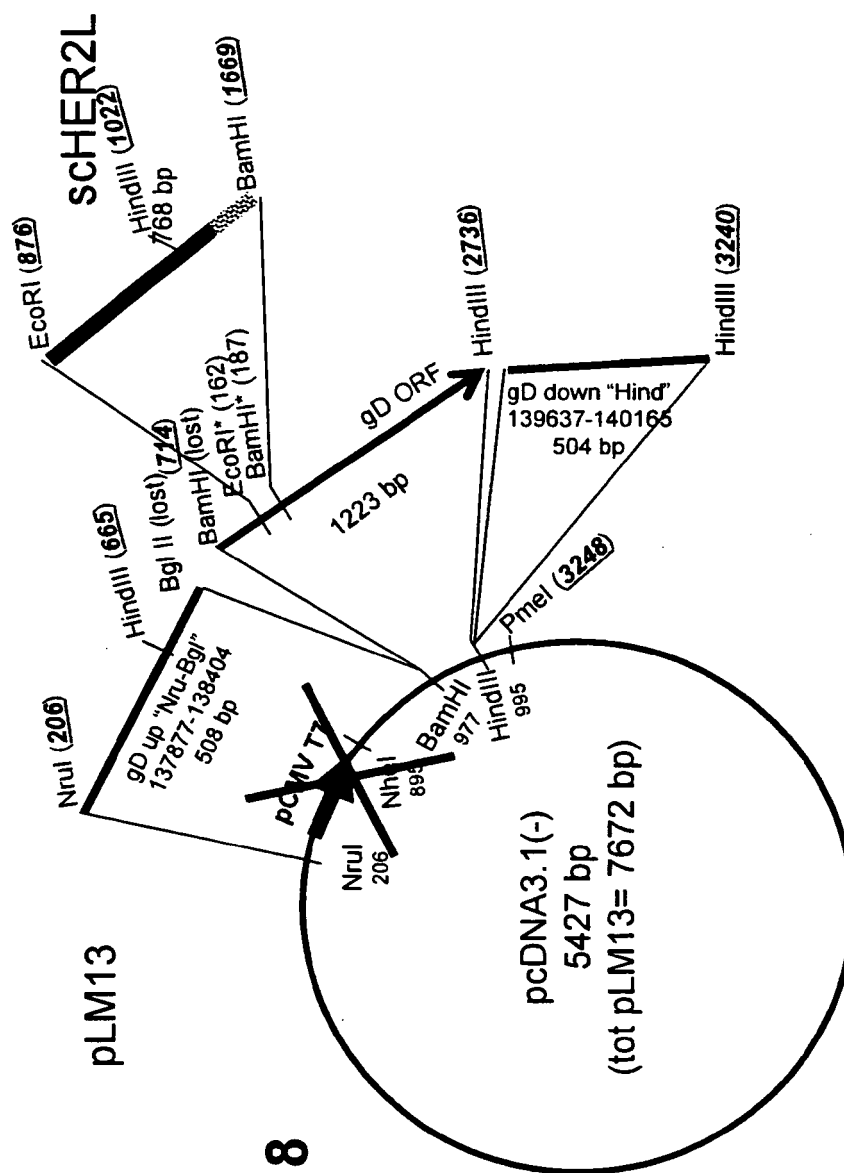 8
pLM13
scHER2L
EcoRI (876)
HindIII (1022)
768 bp
BamHI (1669)
NruI (206)
HindIII (665)
gD up "Nru-Bgl"
137877-138404
508 bp
Bgl II (lost) (714)
BamHI (lost)
EcoRI* (162)
BamHI* (187)
gD ORF
1223 bp
HindIII (2736)
gD down "Hind"
139637-140165
504 bp
HindIII (3240)
PmeI (3248)
pCMV T7
NheI
895
NruI
206
BamHI
977
HindIII
995
pcDNA3.1(-)
5427 bp
(tot pLM13= 7672 bp)